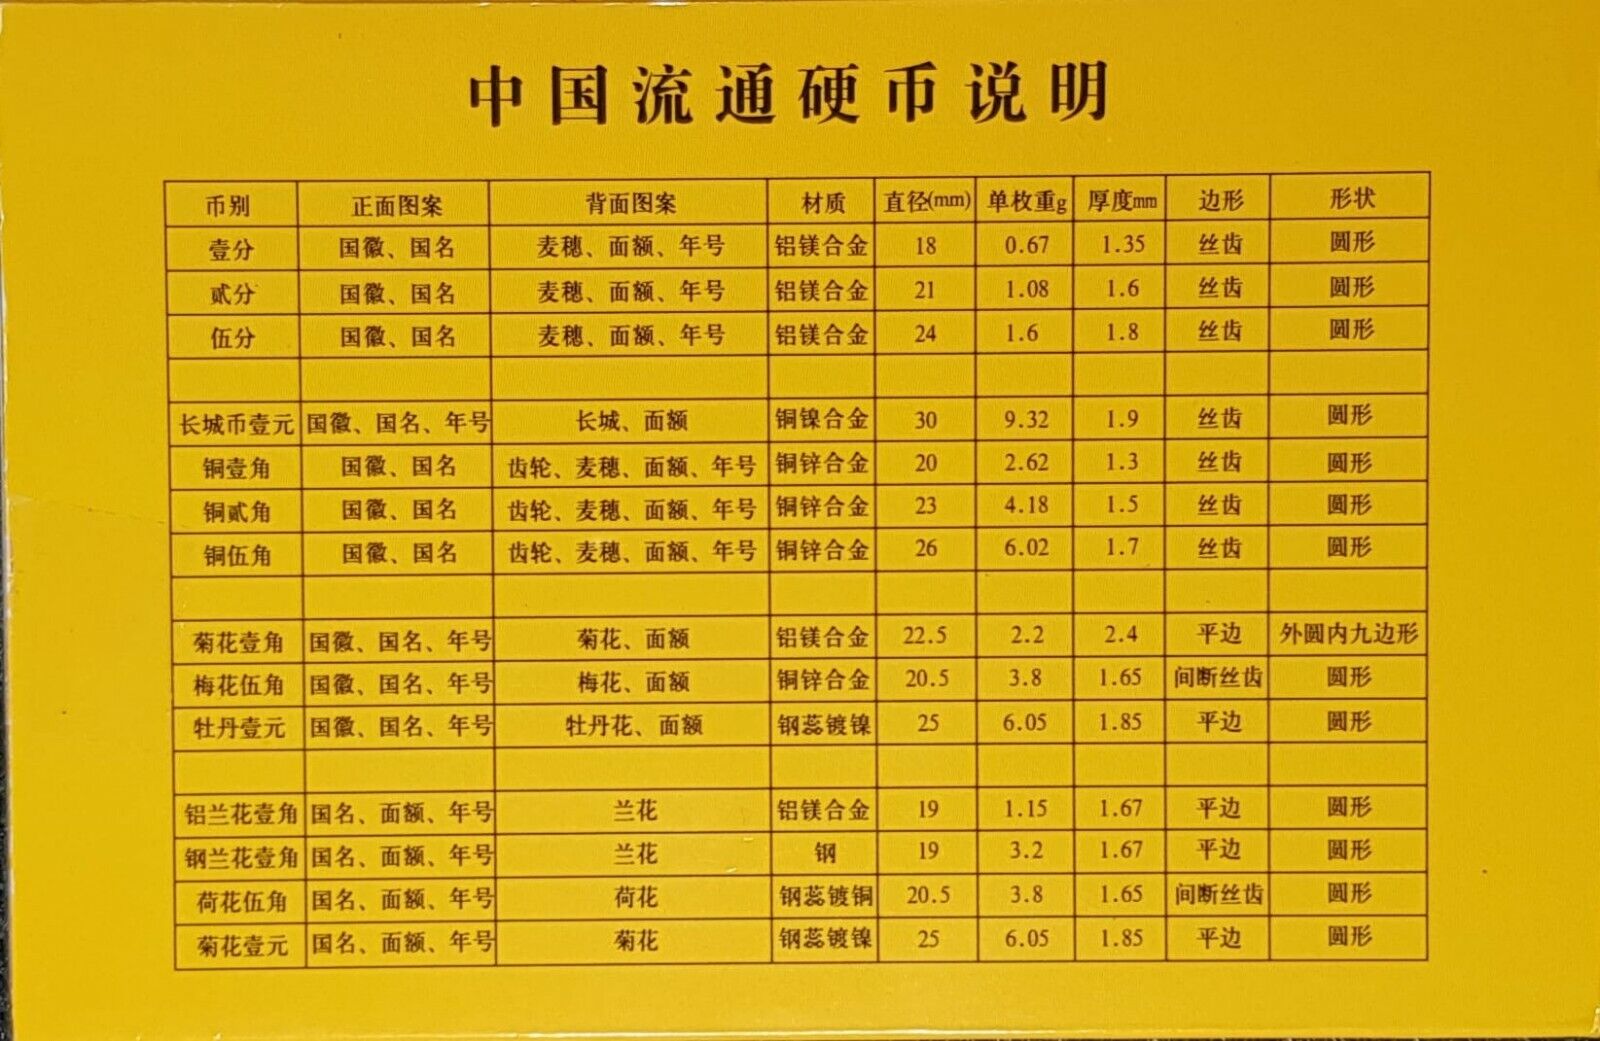 中国流通硬币说明
币别 正面图案 背面图案 材质 直径(mm) 单枚重g 厚度mm 边形 形状
壹分 国徽、国名 麦穗、面额、年号 铝镁合金 18 0.67 1.35 丝齿 圆形
贰分 国徽、国名 麦穗、面额、年号 铝镁合金 21 1.08 1.6 丝齿 圆形
伍分 国徽、国名 麦穗、面额、年号 铝镁合金 24 1.6 1.8 丝齿 圆形
长城币壹元 国徽、国名、年号 长城、面额 铜镍合金 30 9.32 1.9 丝齿 圆形
铜壹角 国徽、国名 齿轮、麦穗、面额、年号 铜锌合金 20 2.62 1.3 丝齿 圆形
铜贰角 国徽、国名 齿轮、麦穗、面额、年号 铜锌合金 23 4.18 1.5 丝齿 圆形
铜伍角 国徽、国名 齿轮、麦穗、面额、年号 铜锌合金 26 6.02 1.7 丝齿 圆形
菊花壹角 国徽、国名、年号 菊花、面额 铝镁合金 22.5 2.2 2.4 平边 外圆内九边形
梅花伍角 国徽、国名、年号 梅花、面额 铜锌合金 20.5 3.8 1.65 间断丝齿 圆形
牡丹壹元 国徽、国名、年号 牡丹花、面额 钢蕊镀镍 25 6.05 1.85 平边 圆形
铝兰花壹角 国名、面额、年号 兰花 铝镁合金 19 1.15 1.67 平边 圆形
钢兰花壹角 国名、面额、年号 兰花 钢 19 3.2 1.67 平边 圆形
荷花伍角 国名、面额、年号 荷花 钢蕊镀铜 20.5 3.8 1.65 间断丝齿 圆形
菊花壹元 国名、面额、年号 菊花 钢蕊镀镍 25 6.05 1.85 平边 圆形